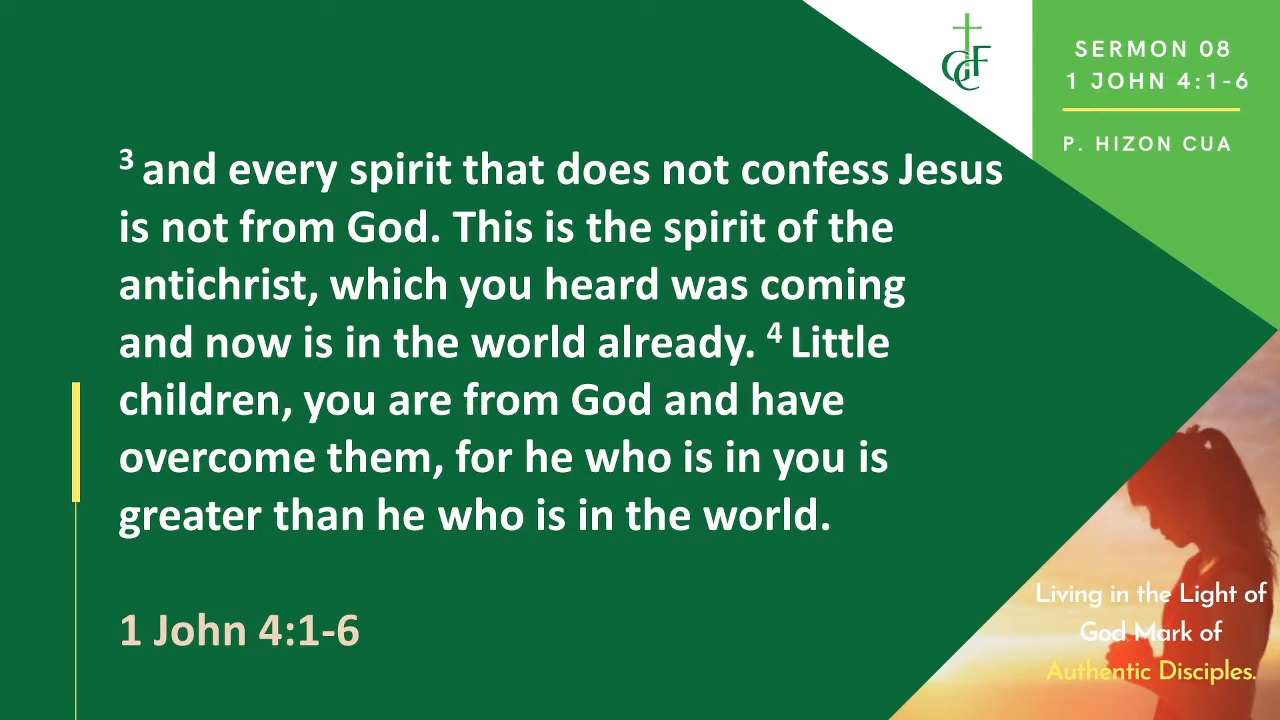 GCF
SERMON 08
1 JOHN 4:1-6
P. HIZON CUA
3 and every spirit that does not confess Jesus
is not from God. This is the spirit of the
antichrist, which you heard was coming
and now is in the world already. 4 Little
children, you are from God and have
overcome them, for he who is in you is
greater than he who is in the world.
1 John 4:1-6
Living in the Light of
God Mark of
Authentic Disciples.